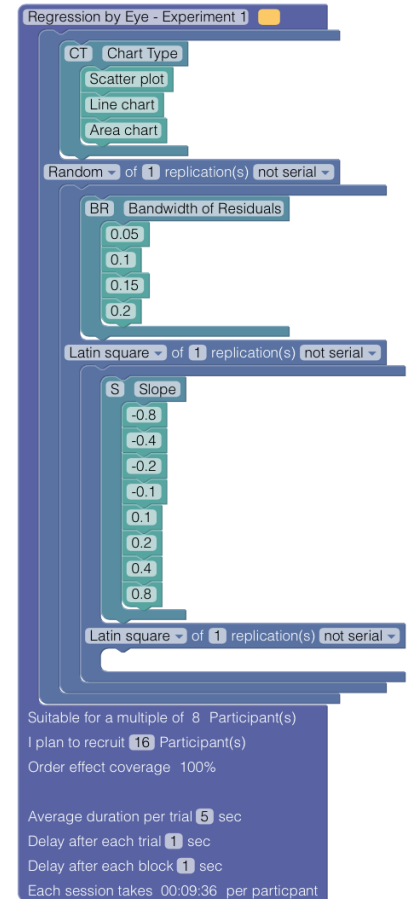 Regression by Eye - Experiment 1
CT Chart Type
Scatter plot
Line chart
Area chart
Random of 1 replication(s) not serial
BR Bandwidth of Residuals
0.05
0.1
0.15
0.2
Latin square of 1 replication(s) not serial
S Slope
-0.8
-0.4
-0.2
-0.1
0.1
0.2
0.4
0.8
Latin square of 1 replication(s) not serial
Suitable for a multiple of 8 Participant(s)
I plan to recruit 16 Participant(s)
Order effect coverage 100%
Average duration per trial 5 sec
Delay after each trial 1 sec
Delay after each block 1 sec
Each session takes 00:09:36 per particpant